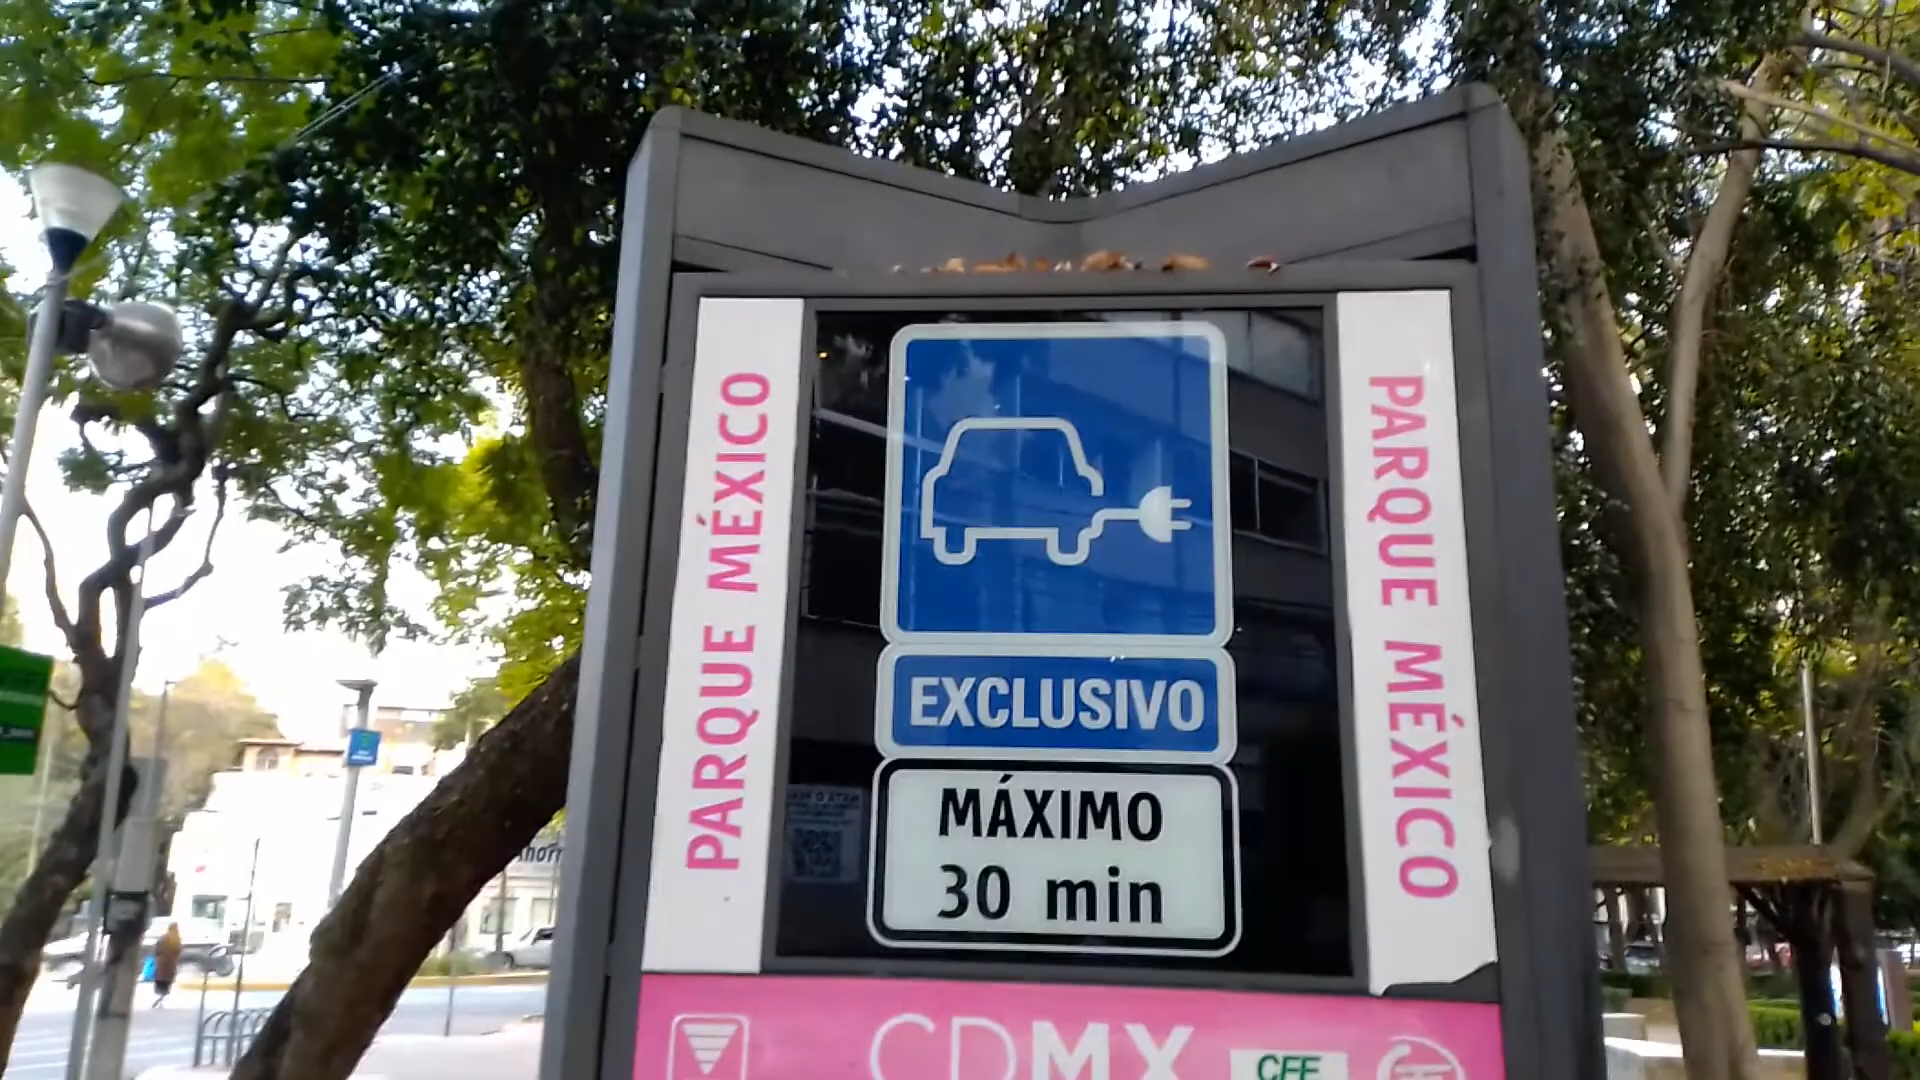 PARQUE MÉXICO
EXCLUSIVO
MÁXIMO
30 min
PARQUE MÉXICO
CDMX
CFE